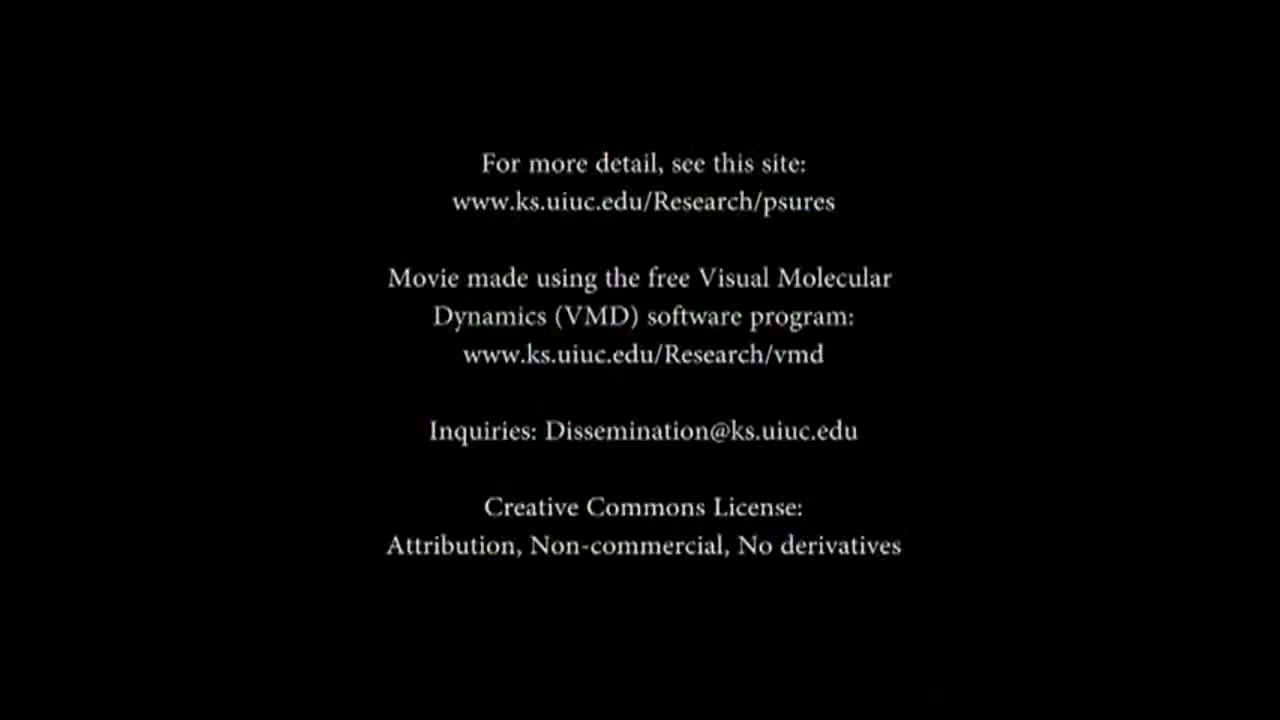 For more detail, see this site:
www.ks.uiuc.edu/Research/psures
Movie made using the free Visual Molecular
Dynamics (VMD) software program:
www.ks.uiuc.edu/Research/vmd
Inquiries: Dissemination@ks.uiuc.edu
Creative Commons License:
Attribution, Non-commercial, No derivatives